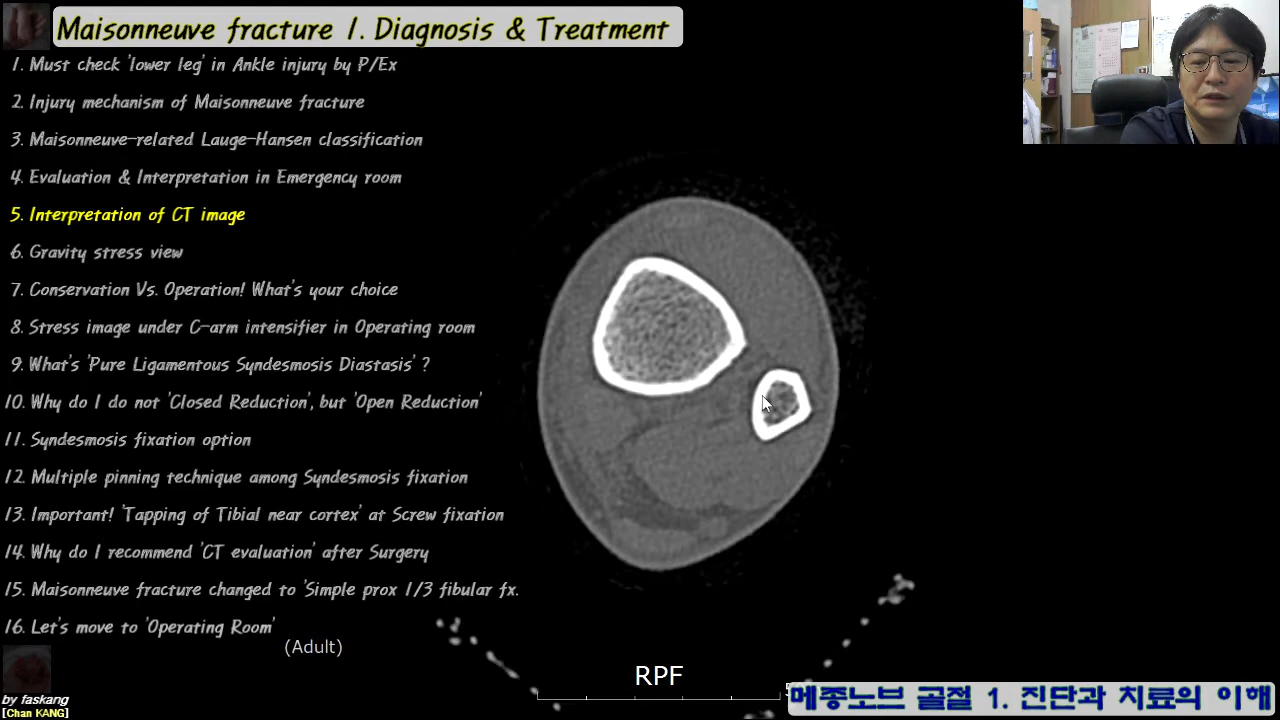 Maisonneuve fracture 1. Diagnosis & Treatment
1. Must check 'lower leg' in Ankle injury by P/Ex
2. Injury mechanism of Maisonneuve fracture
3. Maisonneuve-related Lauge-Hansen classification
4. Evaluation & Interpretation in Emergency room
5. Interpretation of CT image
6. Gravity stress view
7. Conservation Vs. Operation! What's your choice
8. Stress image under C-arm intensifier in Operating room
9. What's 'Pure Ligamentous Syndesmosis Diastasis' ?
10. Why do I do not 'Closed Reduction', but 'Open Reduction'
11. Syndesmosis fixation option
12. Multiple pinning technique among Syndesmosis fixation
13. Important! 'Tapping of Tibial near cortex' at Screw fixation
14. Why do I recommend 'CT evaluation' after Surgery
15. Maisonneuve fracture changed to 'Simple prox 1/3 fibular fx.
16. Let's move to 'Operating Room'
(Adult)
RPF
by faskang
[Chan KANG]
메종노브 골절 1. 진단과 치료의 이해